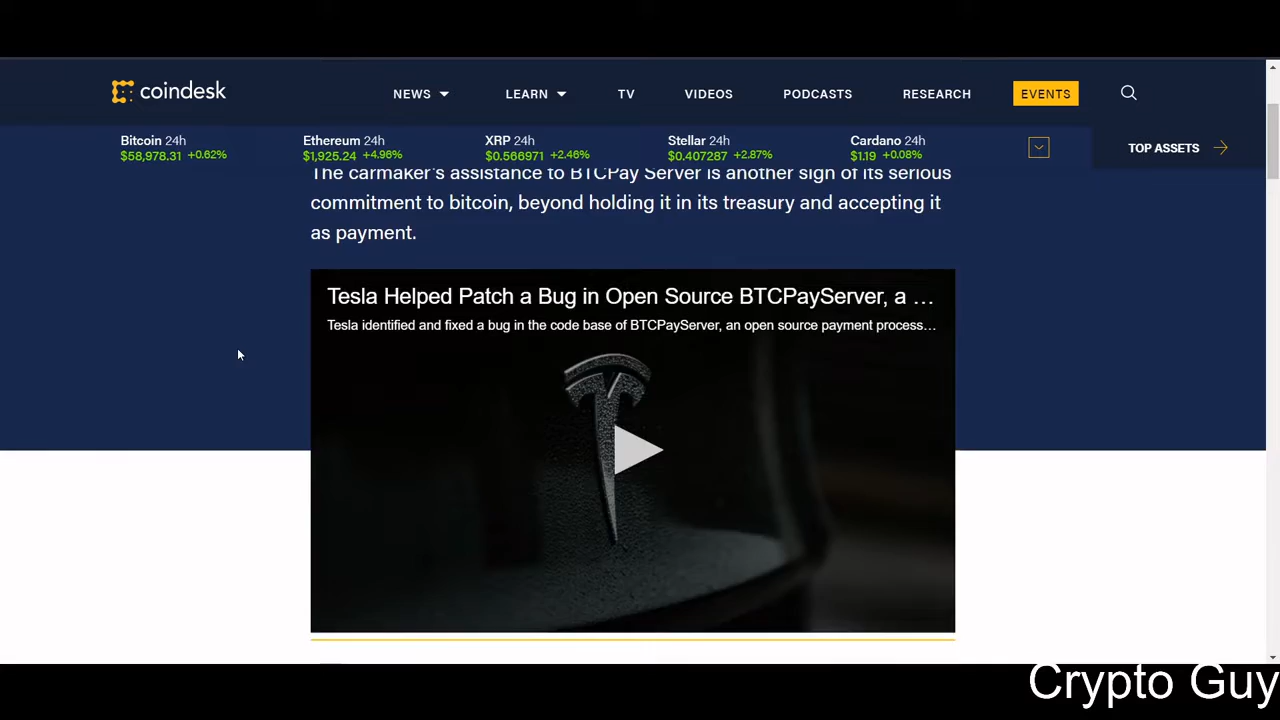 coindesk
NEWS LEARN TV VIDEOS PODCASTS RESEARCH EVENTS
Bitcoin 24h Ethereum 24h XRP 24h Stellar 24h Cardano 24h
$58,978.31 +0.62% $1,925.24 +4.96% $0.566971 +2.46% $0.407287 +2.87% $1.19 +0.08%
TOP ASSETS
The carmaker's assistance to BTCPay Server is another sign of its serious
commitment to bitcoin, beyond holding it in its treasury and accepting it
as payment.
Tesla Helped Patch a Bug in Open Source BTCPayServer, a ...
Tesla identified and fixed a bug in the code base of BTCPayServer, an open source payment process...
Crypto Guy